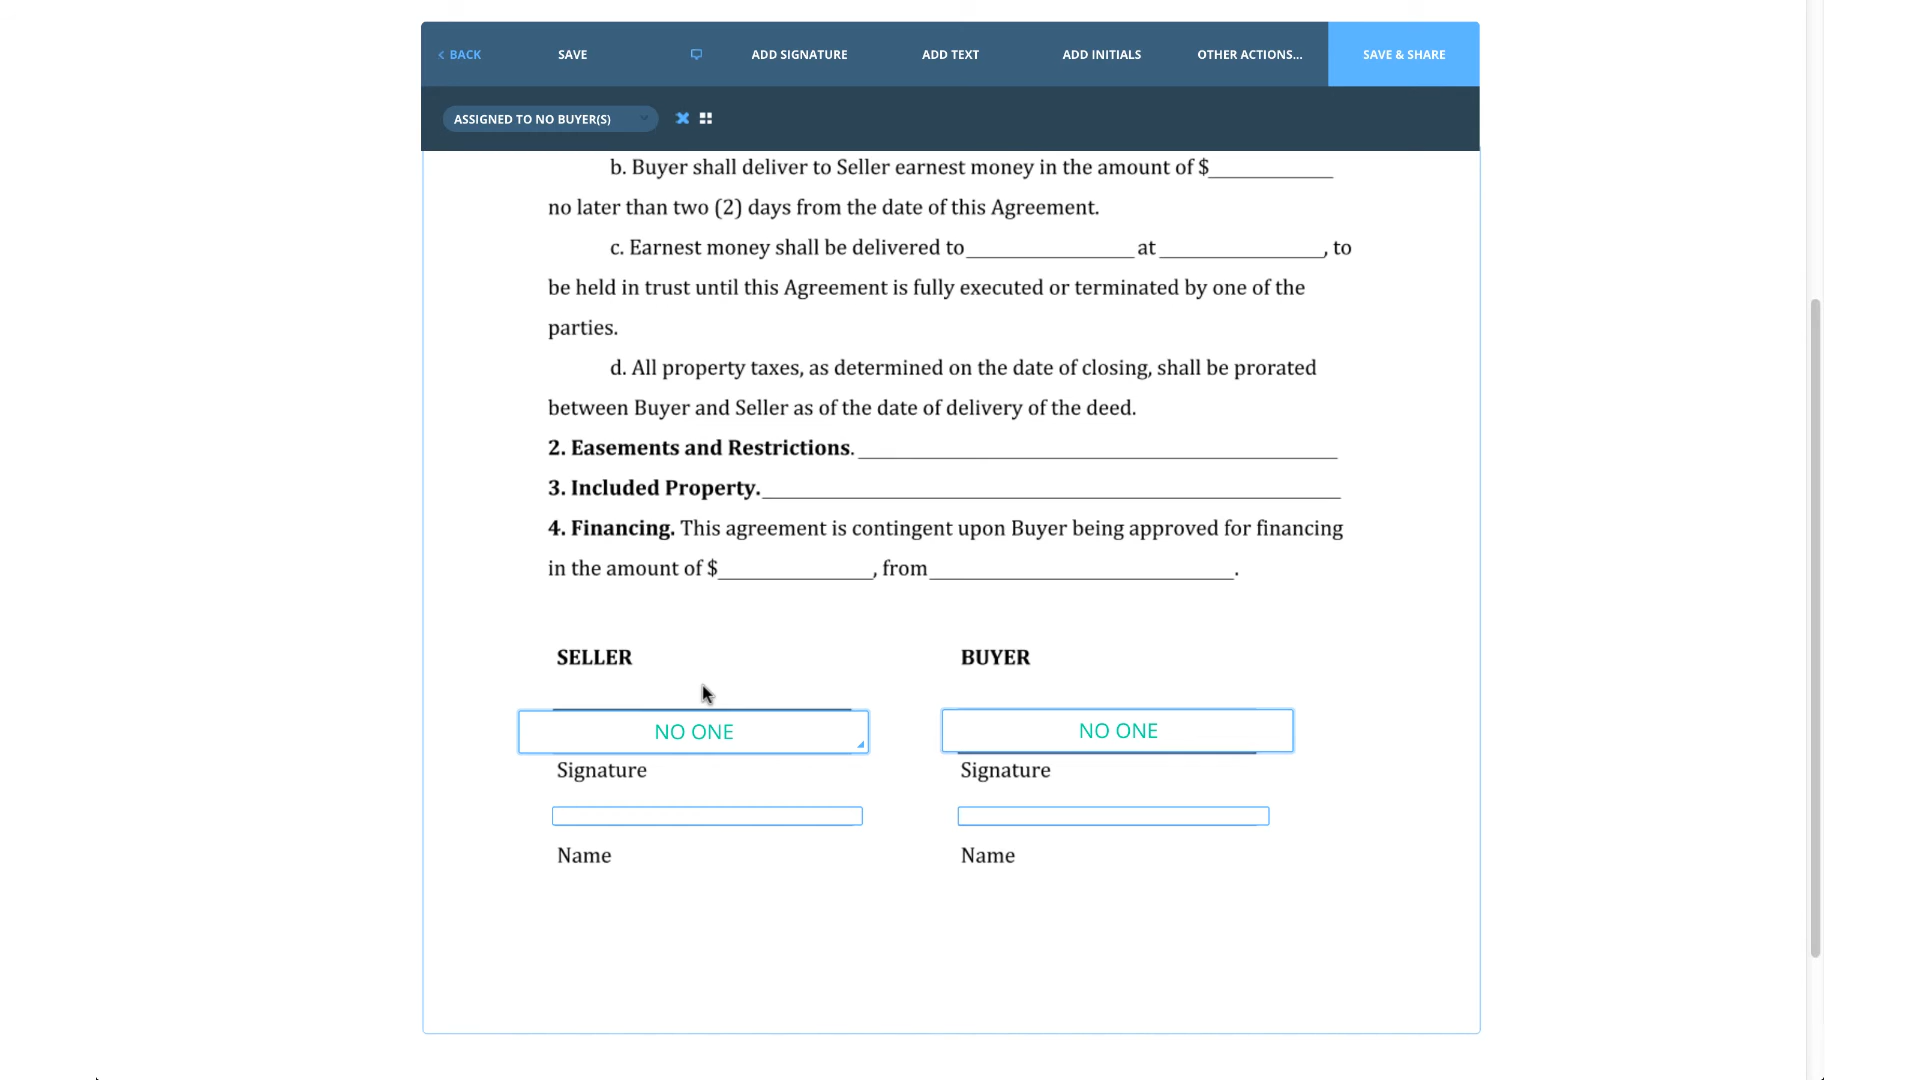 BACK SAVE ADD SIGNATURE ADD TEXT ADD INITIALS OTHER ACTIONS... SAVE & SHARE
ASSIGNED TO NO BUYER(S)
b. Buyer shall deliver to Seller earnest money in the amount of $____________
no later than two (2) days from the date of this Agreement.
c. Earnest money shall be delivered to________________ at ________________, to
be held in trust until this Agreement is fully executed or terminated by one of the
parties.
d. All property taxes, as determined on the date of closing, shall be prorated
between Buyer and Seller as of the date of delivery of the deed.
2. Easements and Restrictions. ______________________________________________
3. Included Property.________________________________________________________
4. Financing. This agreement is contingent upon Buyer being approved for financing
in the amount of $_______________, from_____________________________.
SELLER BUYER
NO ONE NO ONE
Signature Signature
Name Name